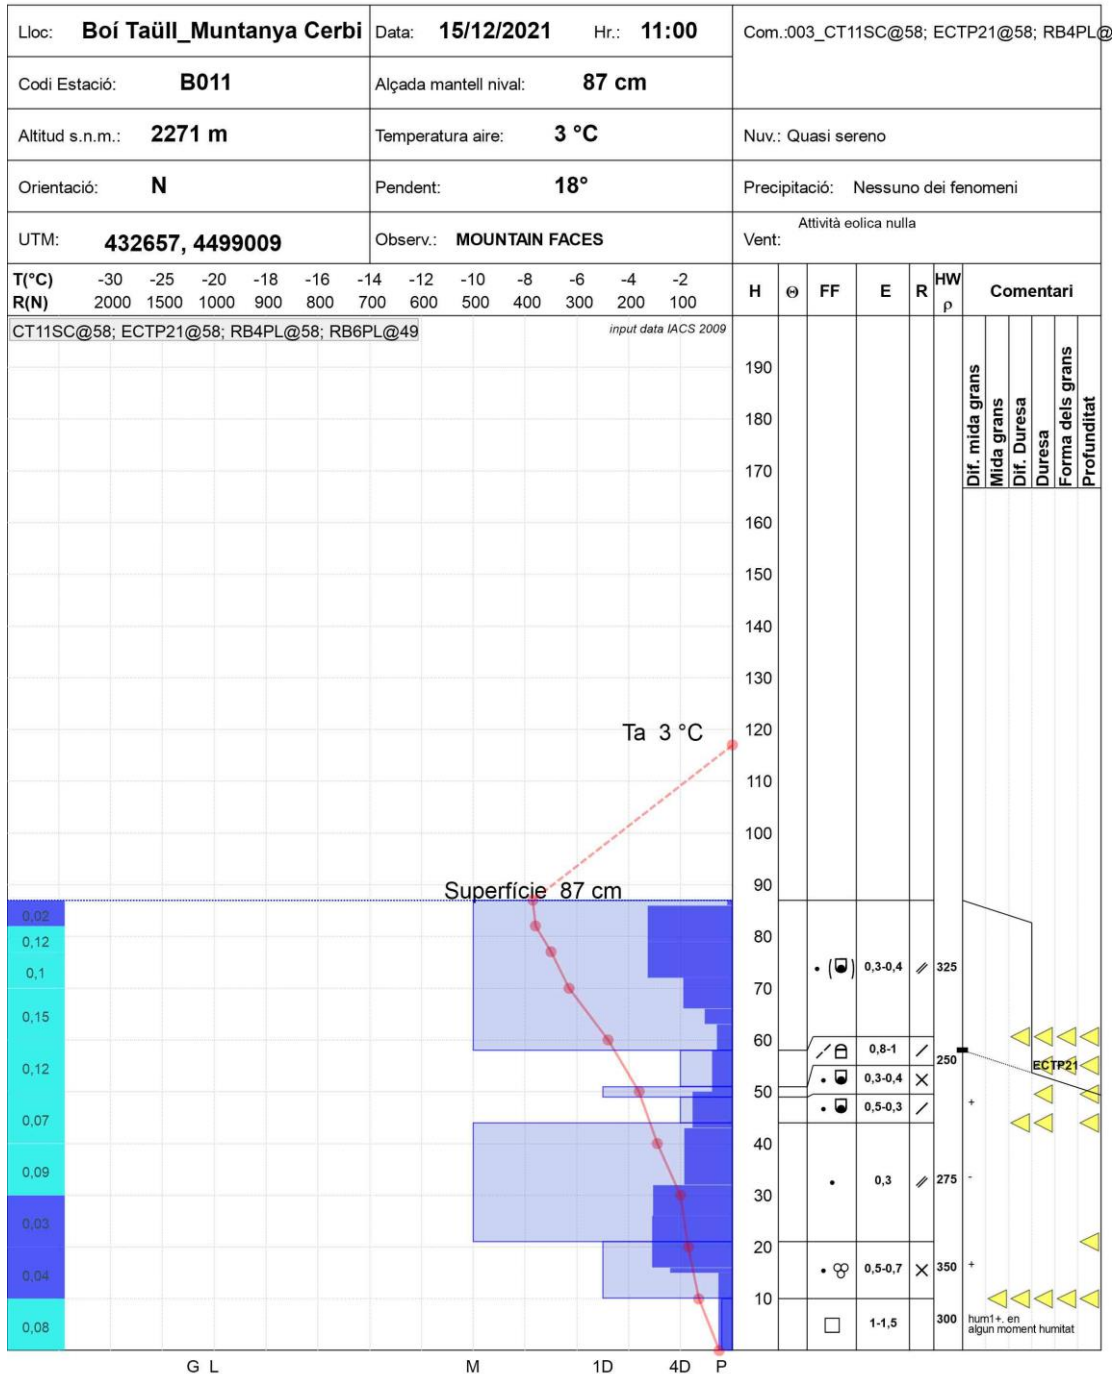 Lloc: Boí Taüll_Muntanya Cerbi Data: 15/12/2021 Hr.: 11:00 Com.:003_CT11SC@58; ECTP21@58; RB4PL@
Codi Estació: B011 Alçada mantell nival: 87 cm
Altitud s.n.m.: 2271 m Temperatura aire: 3 °C Nuv.: Quasi sereno
Orientació: N Pendent: 18° Precipitació: Nessuno dei fenomeni
UTM: 432657, 4499009 Observ.: MOUNTAIN FACES Vent: Attività eolica nulla
T(°C) -30 -25 -20 -18 -16 -14 -12 -10 -8 -6 -4 -2
R(N) 2000 1500 1000 900 800 700 600 500 400 300 200 100
H Θ FF E R HW ρ Comentari
CT11SC@58; ECTP21@58; RB4PL@58; RB6PL@49 input data IACS 2009
Dif. mida grans
Mida grans
Dif. Duresa
Duresa
Forma dels grans
Profunditat
190
180
170
160
150
140
130
Ta 3 °C 120
110
100
Superfície 87 cm 90
0,02
0,12 80
0,1 • ( ) 0,3-0,4 // 325
70
0,15
60
0,8-1 /
0,12 250 ECTP21
• 0,3-0,4 X
50
• 0,5-0,3 / +
0,07
40
0,09 • 0,3 // 275 -
30
0,03
20
0,04 • 0,5-0,7 X 350 +
10
0,08 □ 1-1,5 300 hum1+. en
algun moment humitat
G L M 1D 4D P